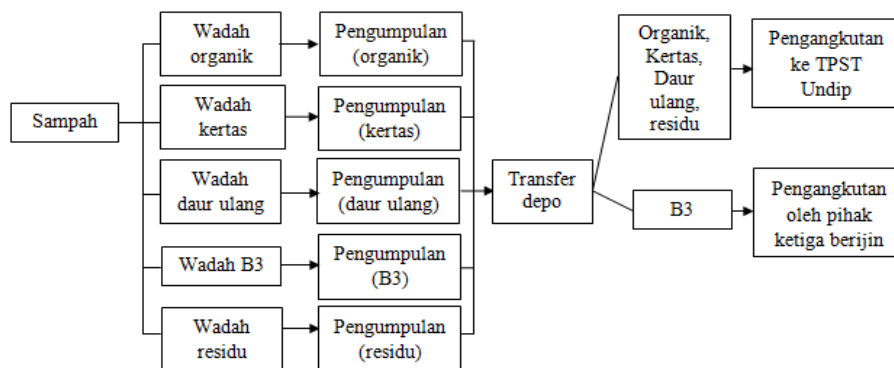 Sampah
Wadah
organik
Pengumpulan
(organik)
Wadah
kertas
Pengumpulan
(kertas)
Wadah
daur ulang
Pengumpulan
(daur ulang)
Wadah B3
Pengumpulan
(B3)
Wadah
residu
Pengumpulan
(residu)
Transfer
depo
Organik,
Kertas,
Daur
ulang,
residu
Pengangkutan
ke TPST
Undip
B3
Pengangkutan
oleh pihak
ketiga berijin